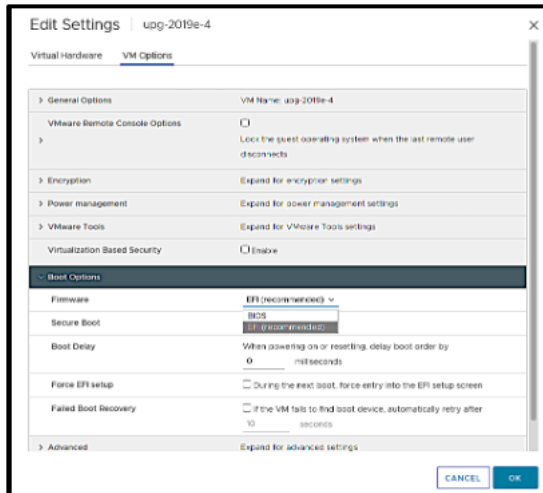 Edit Settings | upg-2019e-4 ×
Virtual Hardware VM Options
> General Options VM Name: upg-2019e-4
VMware Remote Console Options
>
Lock the guest operating system when the last remote user
disconnects
> Encryption Expand for encryption settings
> Power management Expand for power management settings
> VMware Tools Expand for VMware Tools settings
Virtualization Based Security Enable
Boot Options
Firmware EFI (recommended)
BIOS
EFI (recommended)
Secure Boot
Boot Delay When powering on or resetting, delay boot order by
0 milliseconds
Force EFI setup During the next boot, force entry into the EFI setup screen
Failed Boot Recovery If the VM fails to find boot device, automatically retry after
10 seconds
> Advanced Expand for advanced settings
CANCEL OK